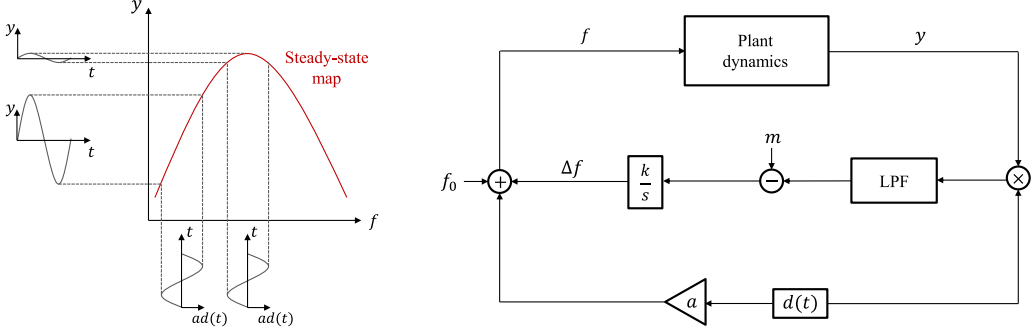 y
y
t
Steady-state
map
y
t
f
t
t
ad(t)
ad(t)
f
Plant
dynamics
y
m
f₀
+
Δf
k
s
−
LPF
×
a
d(t)